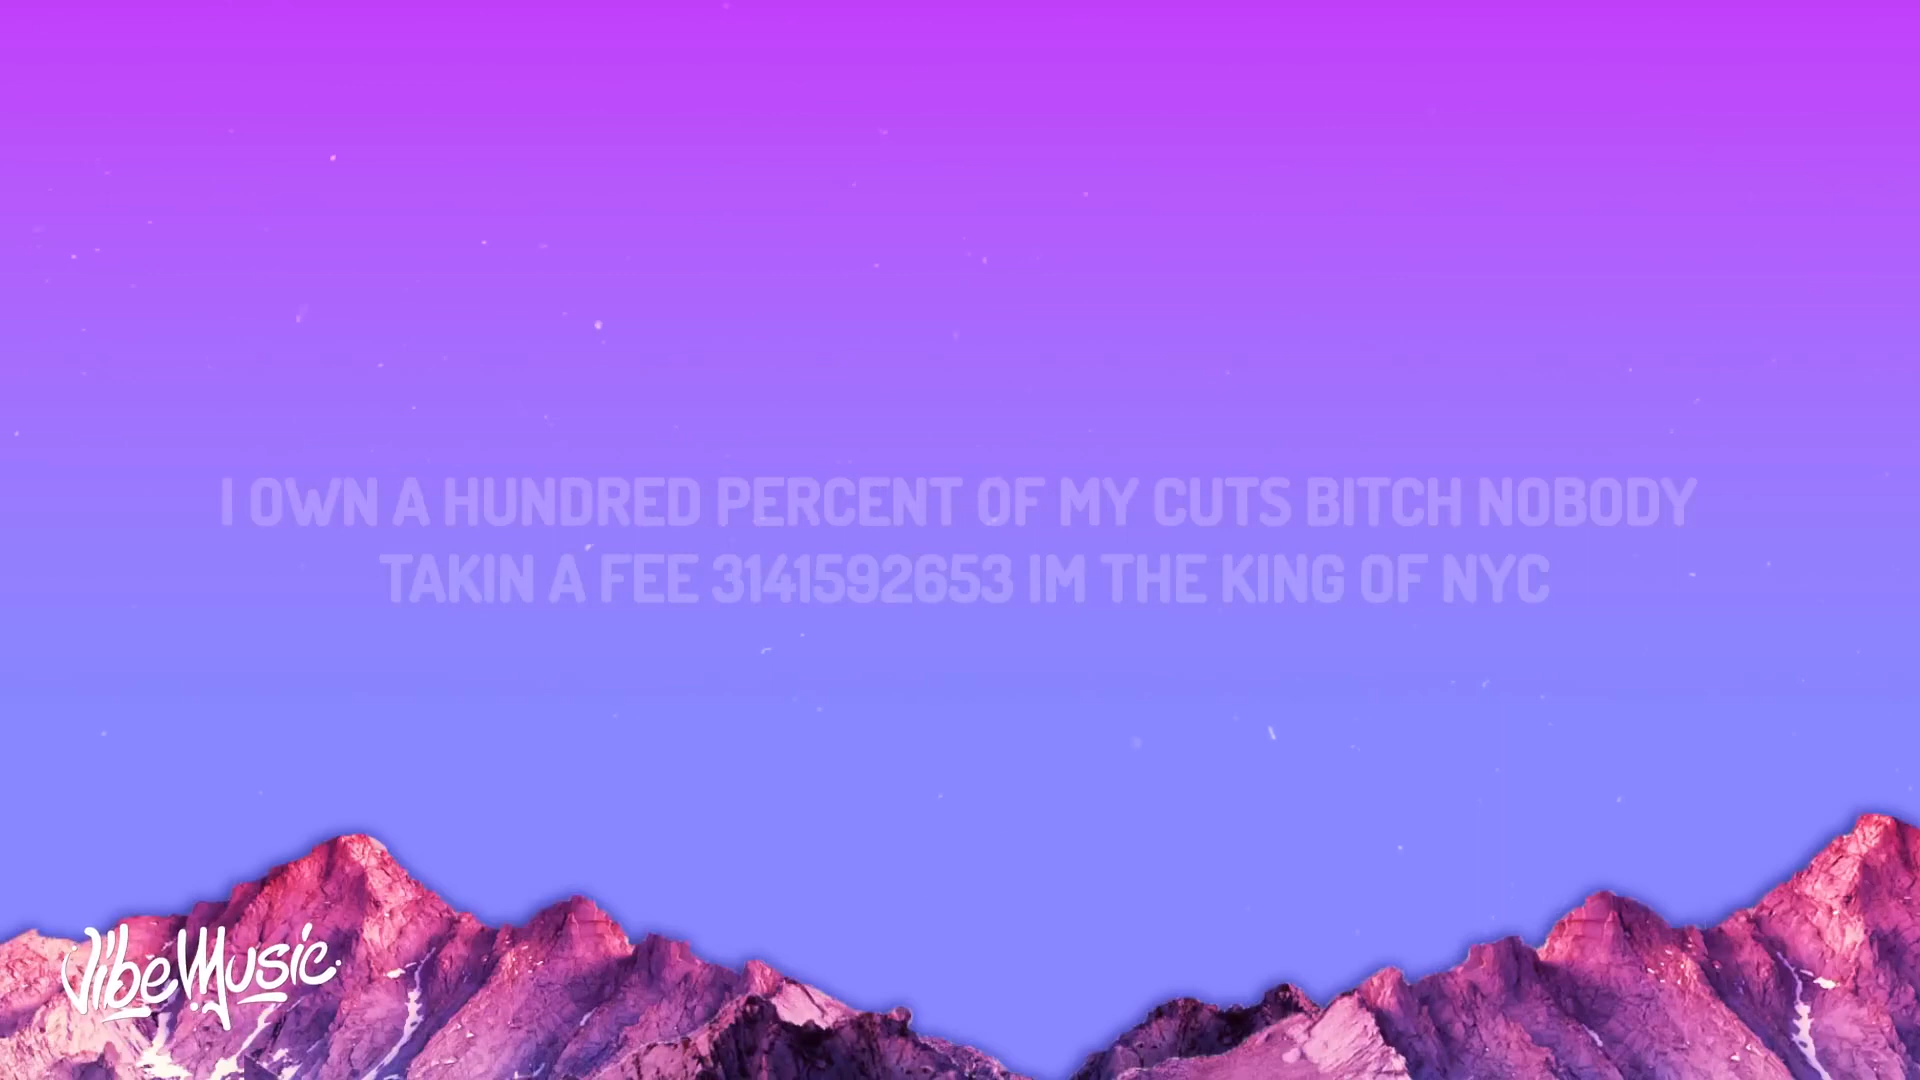 I OWN A HUNDRED PERCENT OF MY CUTS BITCH NOBODY
TAKIN A FEE 3141592653 IM THE KING OF NYC
VibeMusic